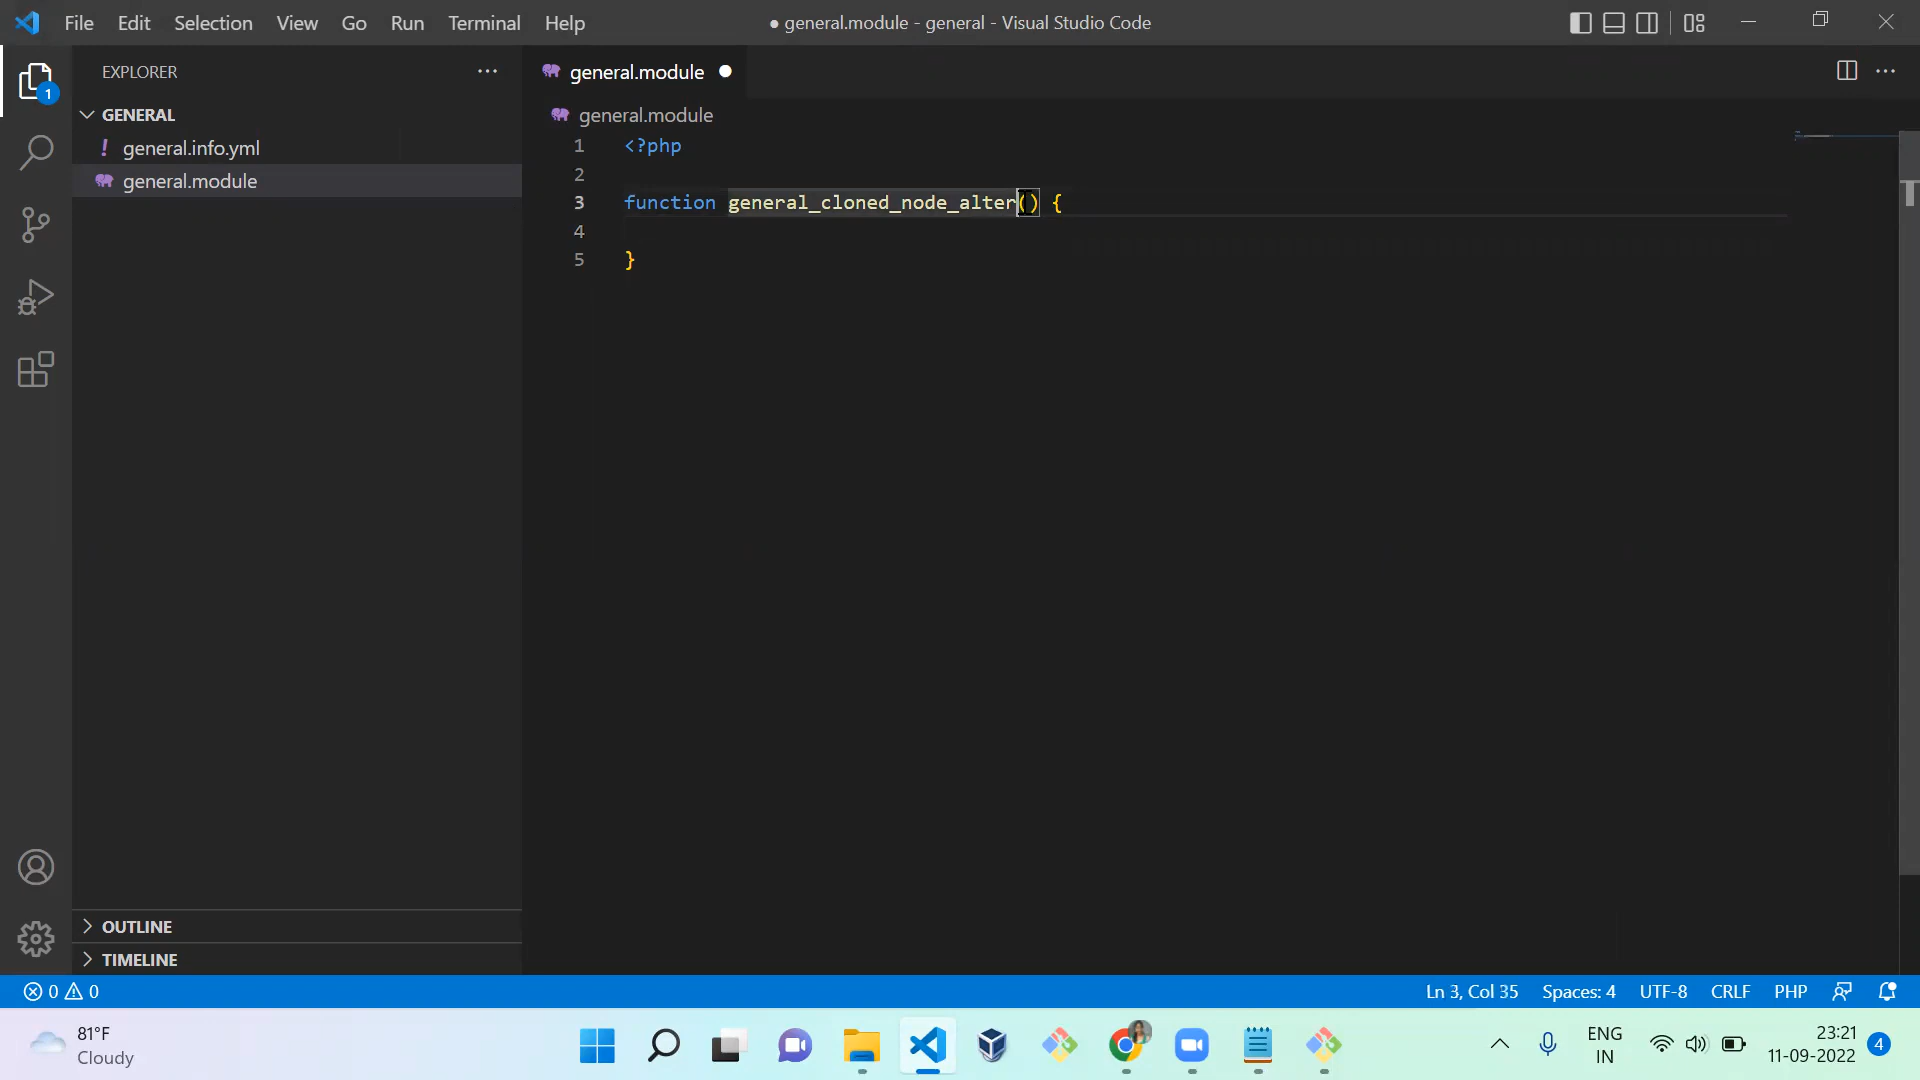 File Edit Selection View Go Run Terminal Help
● general.module - general - Visual Studio Code
EXPLORER
general.module
1
GENERAL
general.module
! general.info.yml
general.module
1 <?php
2
3 function general_cloned_node_alter() {
4
5 }
OUTLINE
TIMELINE
0 0
Ln 3, Col 35 Spaces: 4 UTF-8 CRLF PHP
81°F
Cloudy
ENG
IN
23:21
11-09-2022
4